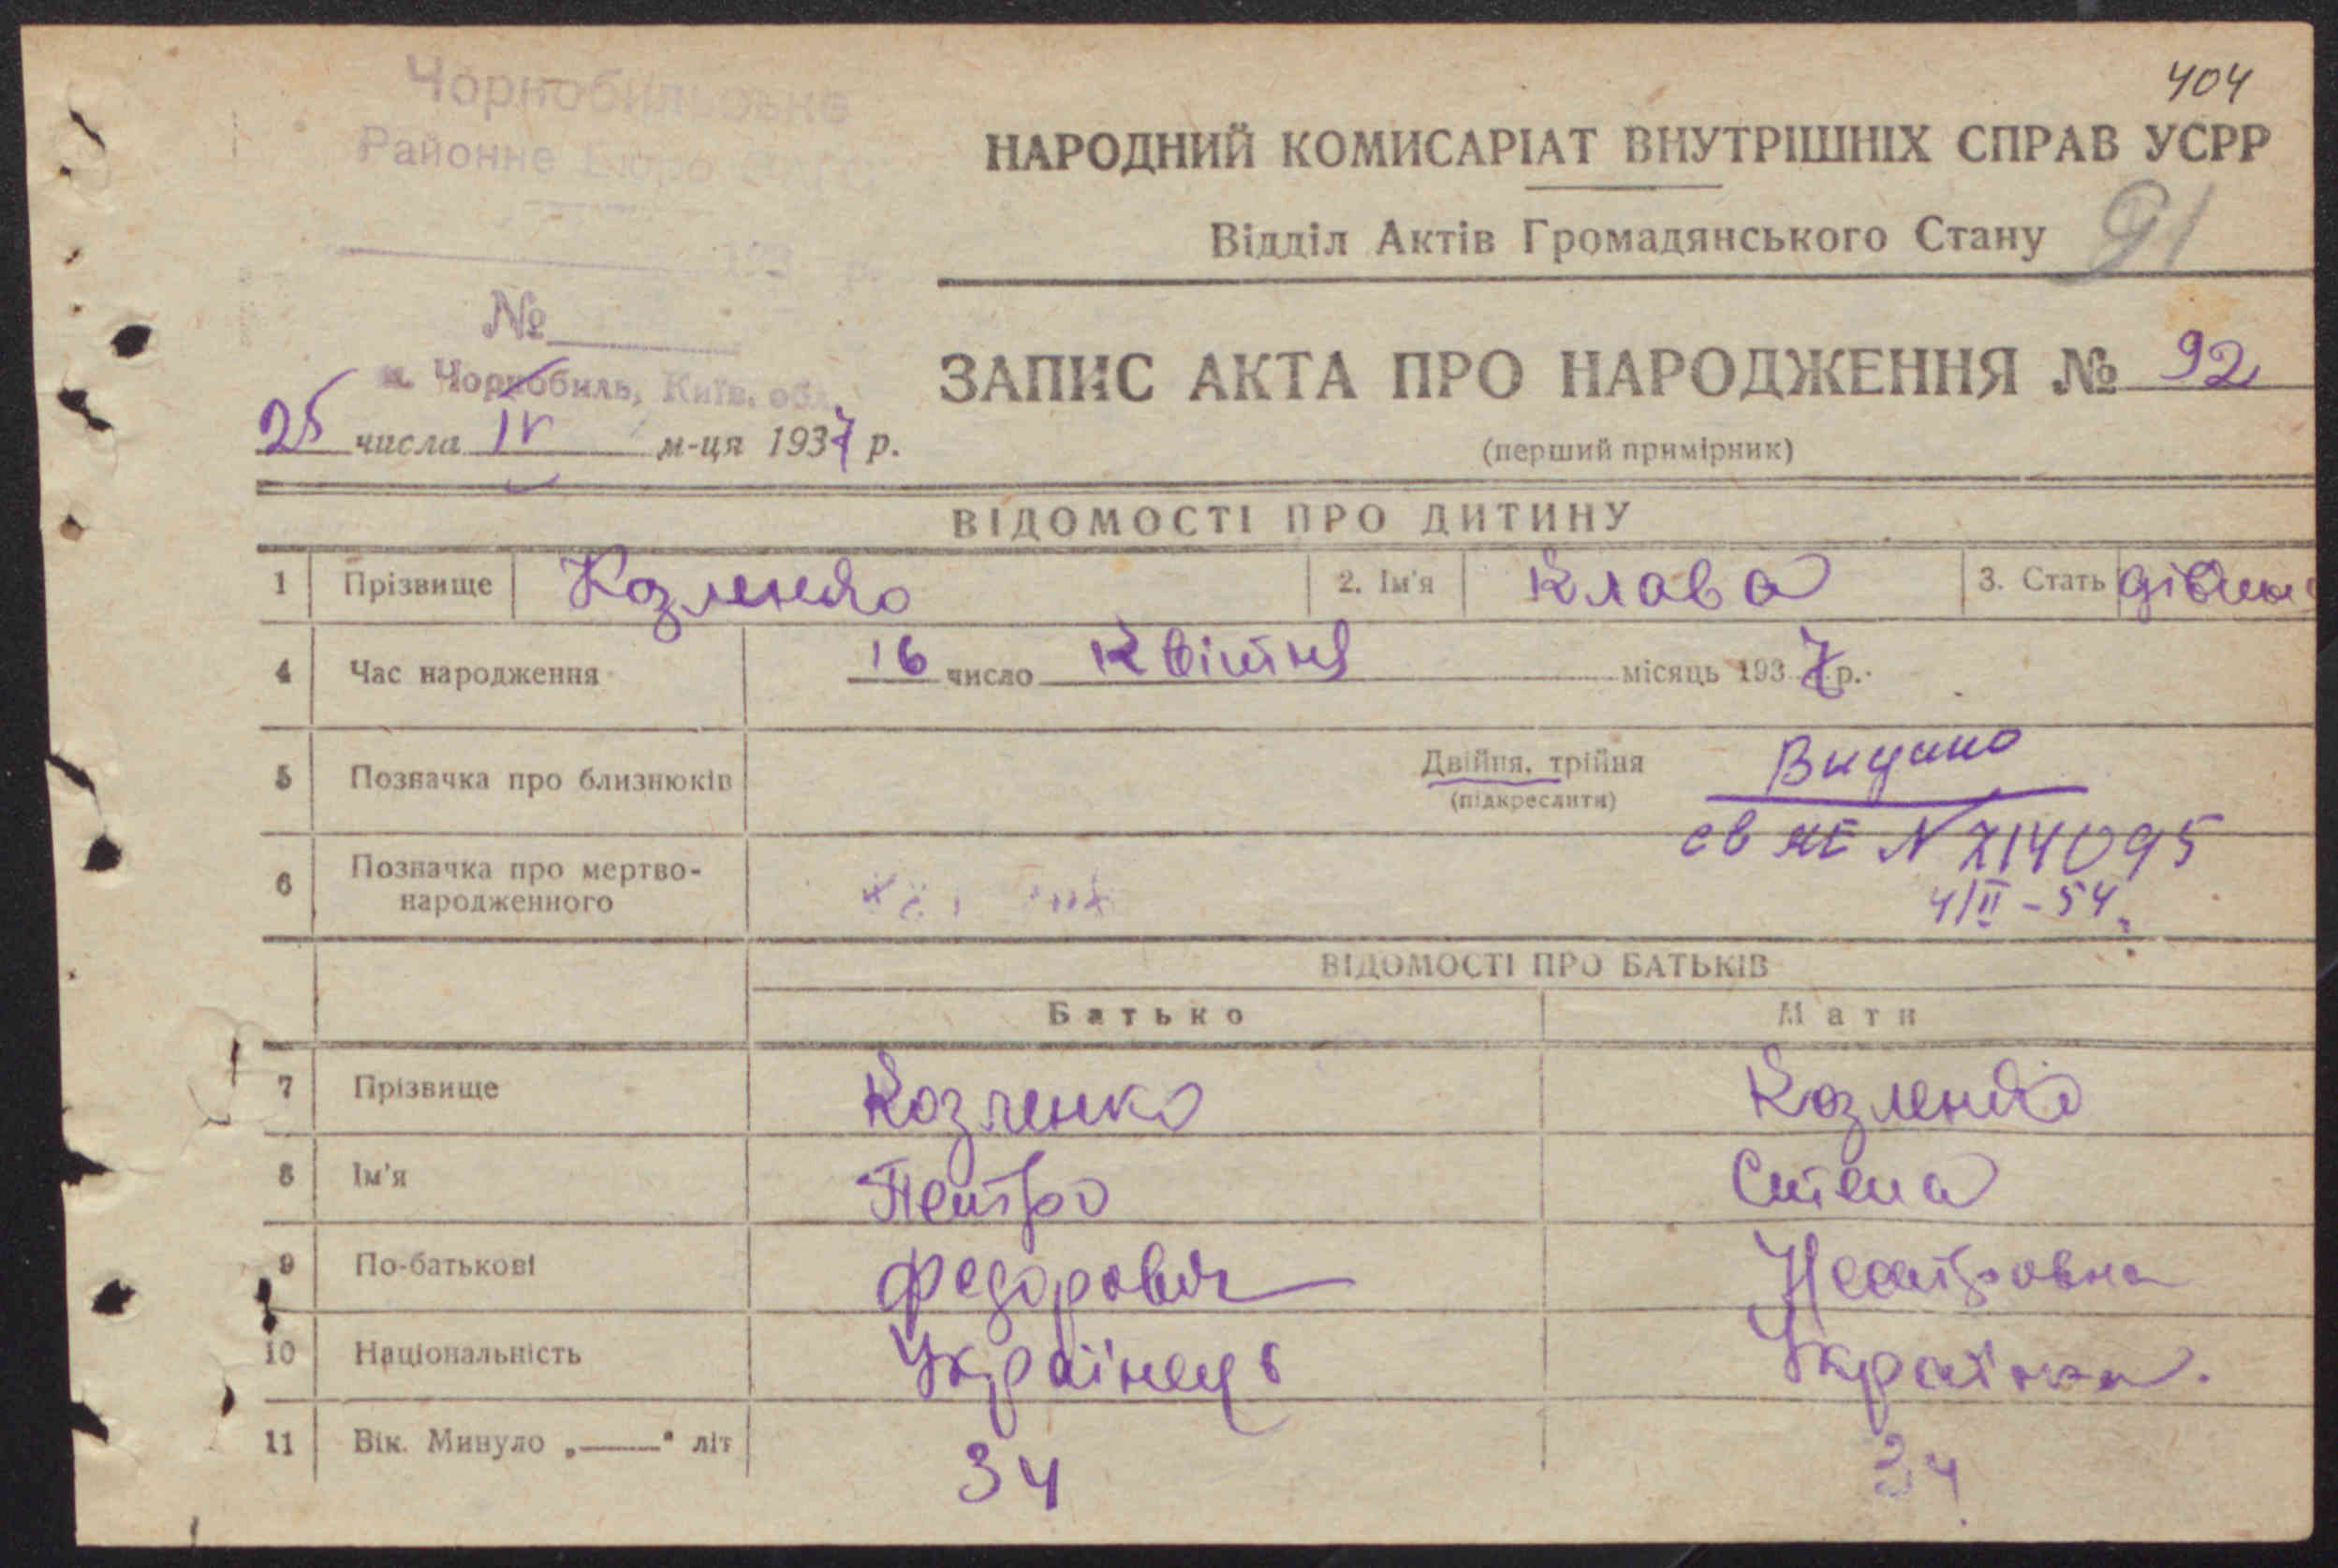 404
Чорнобильське
Районне Бюро ЗАГС
НАРОДНИЙ КОМИСАРІАТ ВНУТРІШНІХ СПРАВ УСРР
Відділ Актів Громадянського Стану 91
193 р.
№
м. Чорнобиль, Київ. обл.
ЗАПИС АКТА ПРО НАРОДЖЕННЯ № 92
25 числа IV м-ця 1937 р.
(перший примірник)
ВІДОМОСТІ ПРО ДИТИНУ
1 Прізвище Козленко 2. Ім'я Клава 3. Стать
4 Час народження 16 число Квітня місяць 1937 р.
5 Позначка про близнюків Двійня, трійня (підкреслити)
Видано
св № 214095
4/II-54
6 Позначка про мертво-
народженного
ВІДОМОСТІ ПРО БАТЬКІВ
Батько Мати
7 Прізвище Козленко Козленко
8 Ім'я Петро
9 По-батькові Федорович
10 Національність Українець Українка.
11 Вік. Минуло „——" літ 34 34